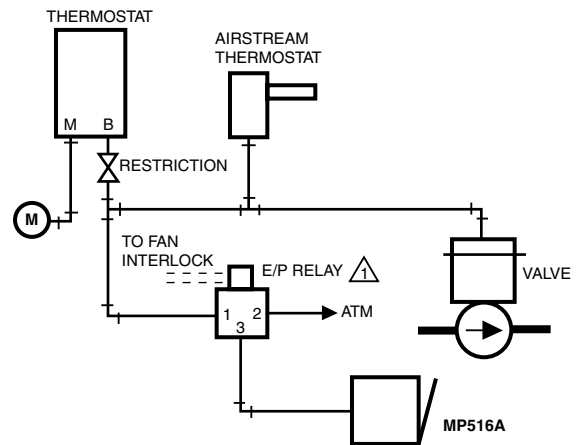 THERMOSTAT
M B
RESTRICTION
AIRSTREAM
THERMOSTAT
M
TO FAN
INTERLOCK
E/P RELAY 1
1 2
3
ATM
VALVE
MP516A